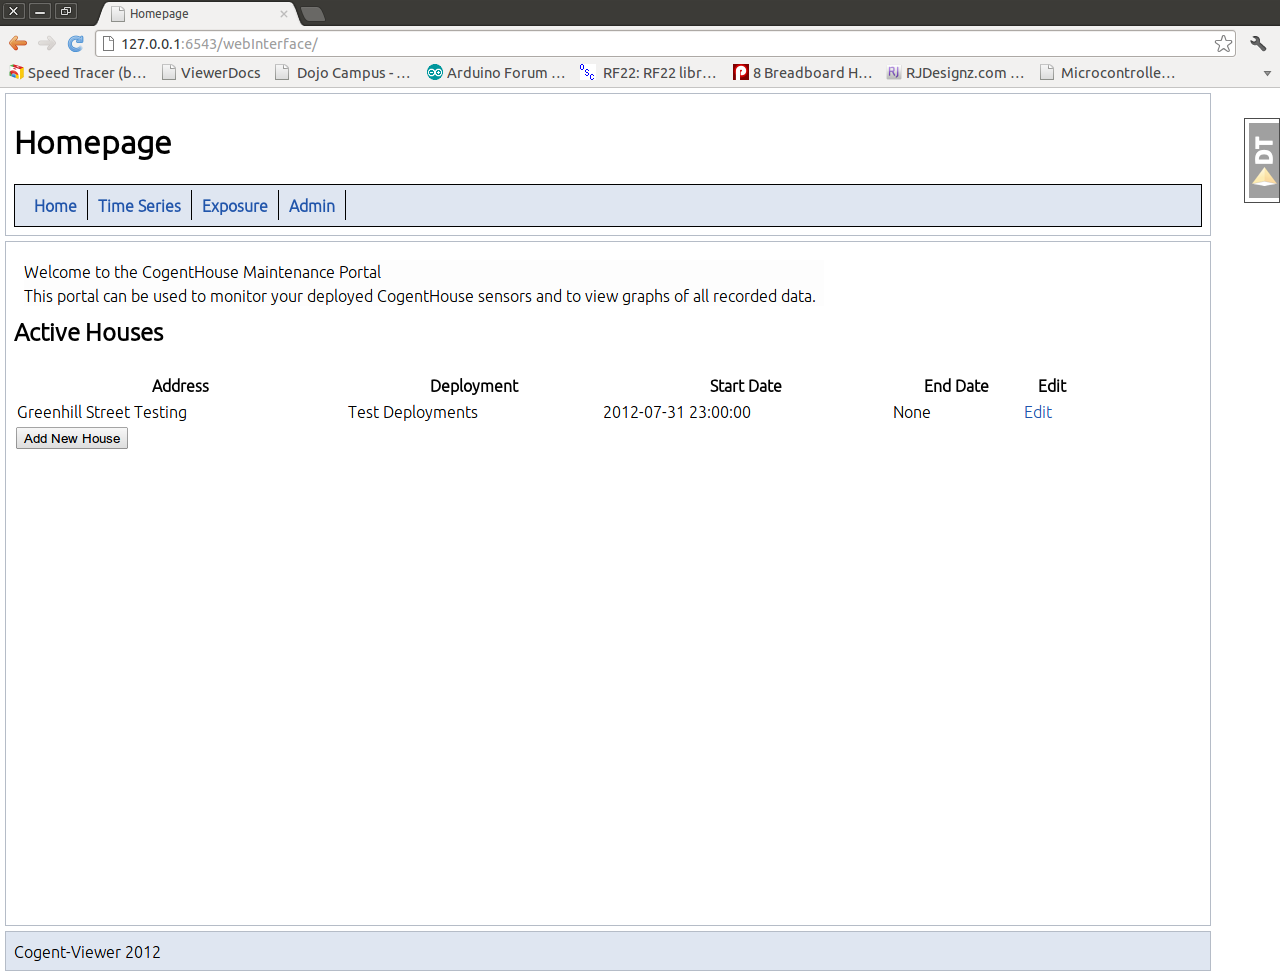 Homepage
127.0.0.1:6543/webInterface/
Speed Tracer (b... ViewerDocs Dojo Campus - ... Arduino Forum ... RF22: RF22 libr... 8 Breadboard H... RJDesignz.com ... Microcontrolle...
Homepage
DT
Home Time Series Exposure Admin
Welcome to the CogentHouse Maintenance Portal
This portal can be used to monitor your deployed CogentHouse sensors and to view graphs of all recorded data.
Active Houses
Address Deployment Start Date End Date Edit
Greenhill Street Testing Test Deployments 2012-07-31 23:00:00 None Edit
Add New House
Cogent-Viewer 2012